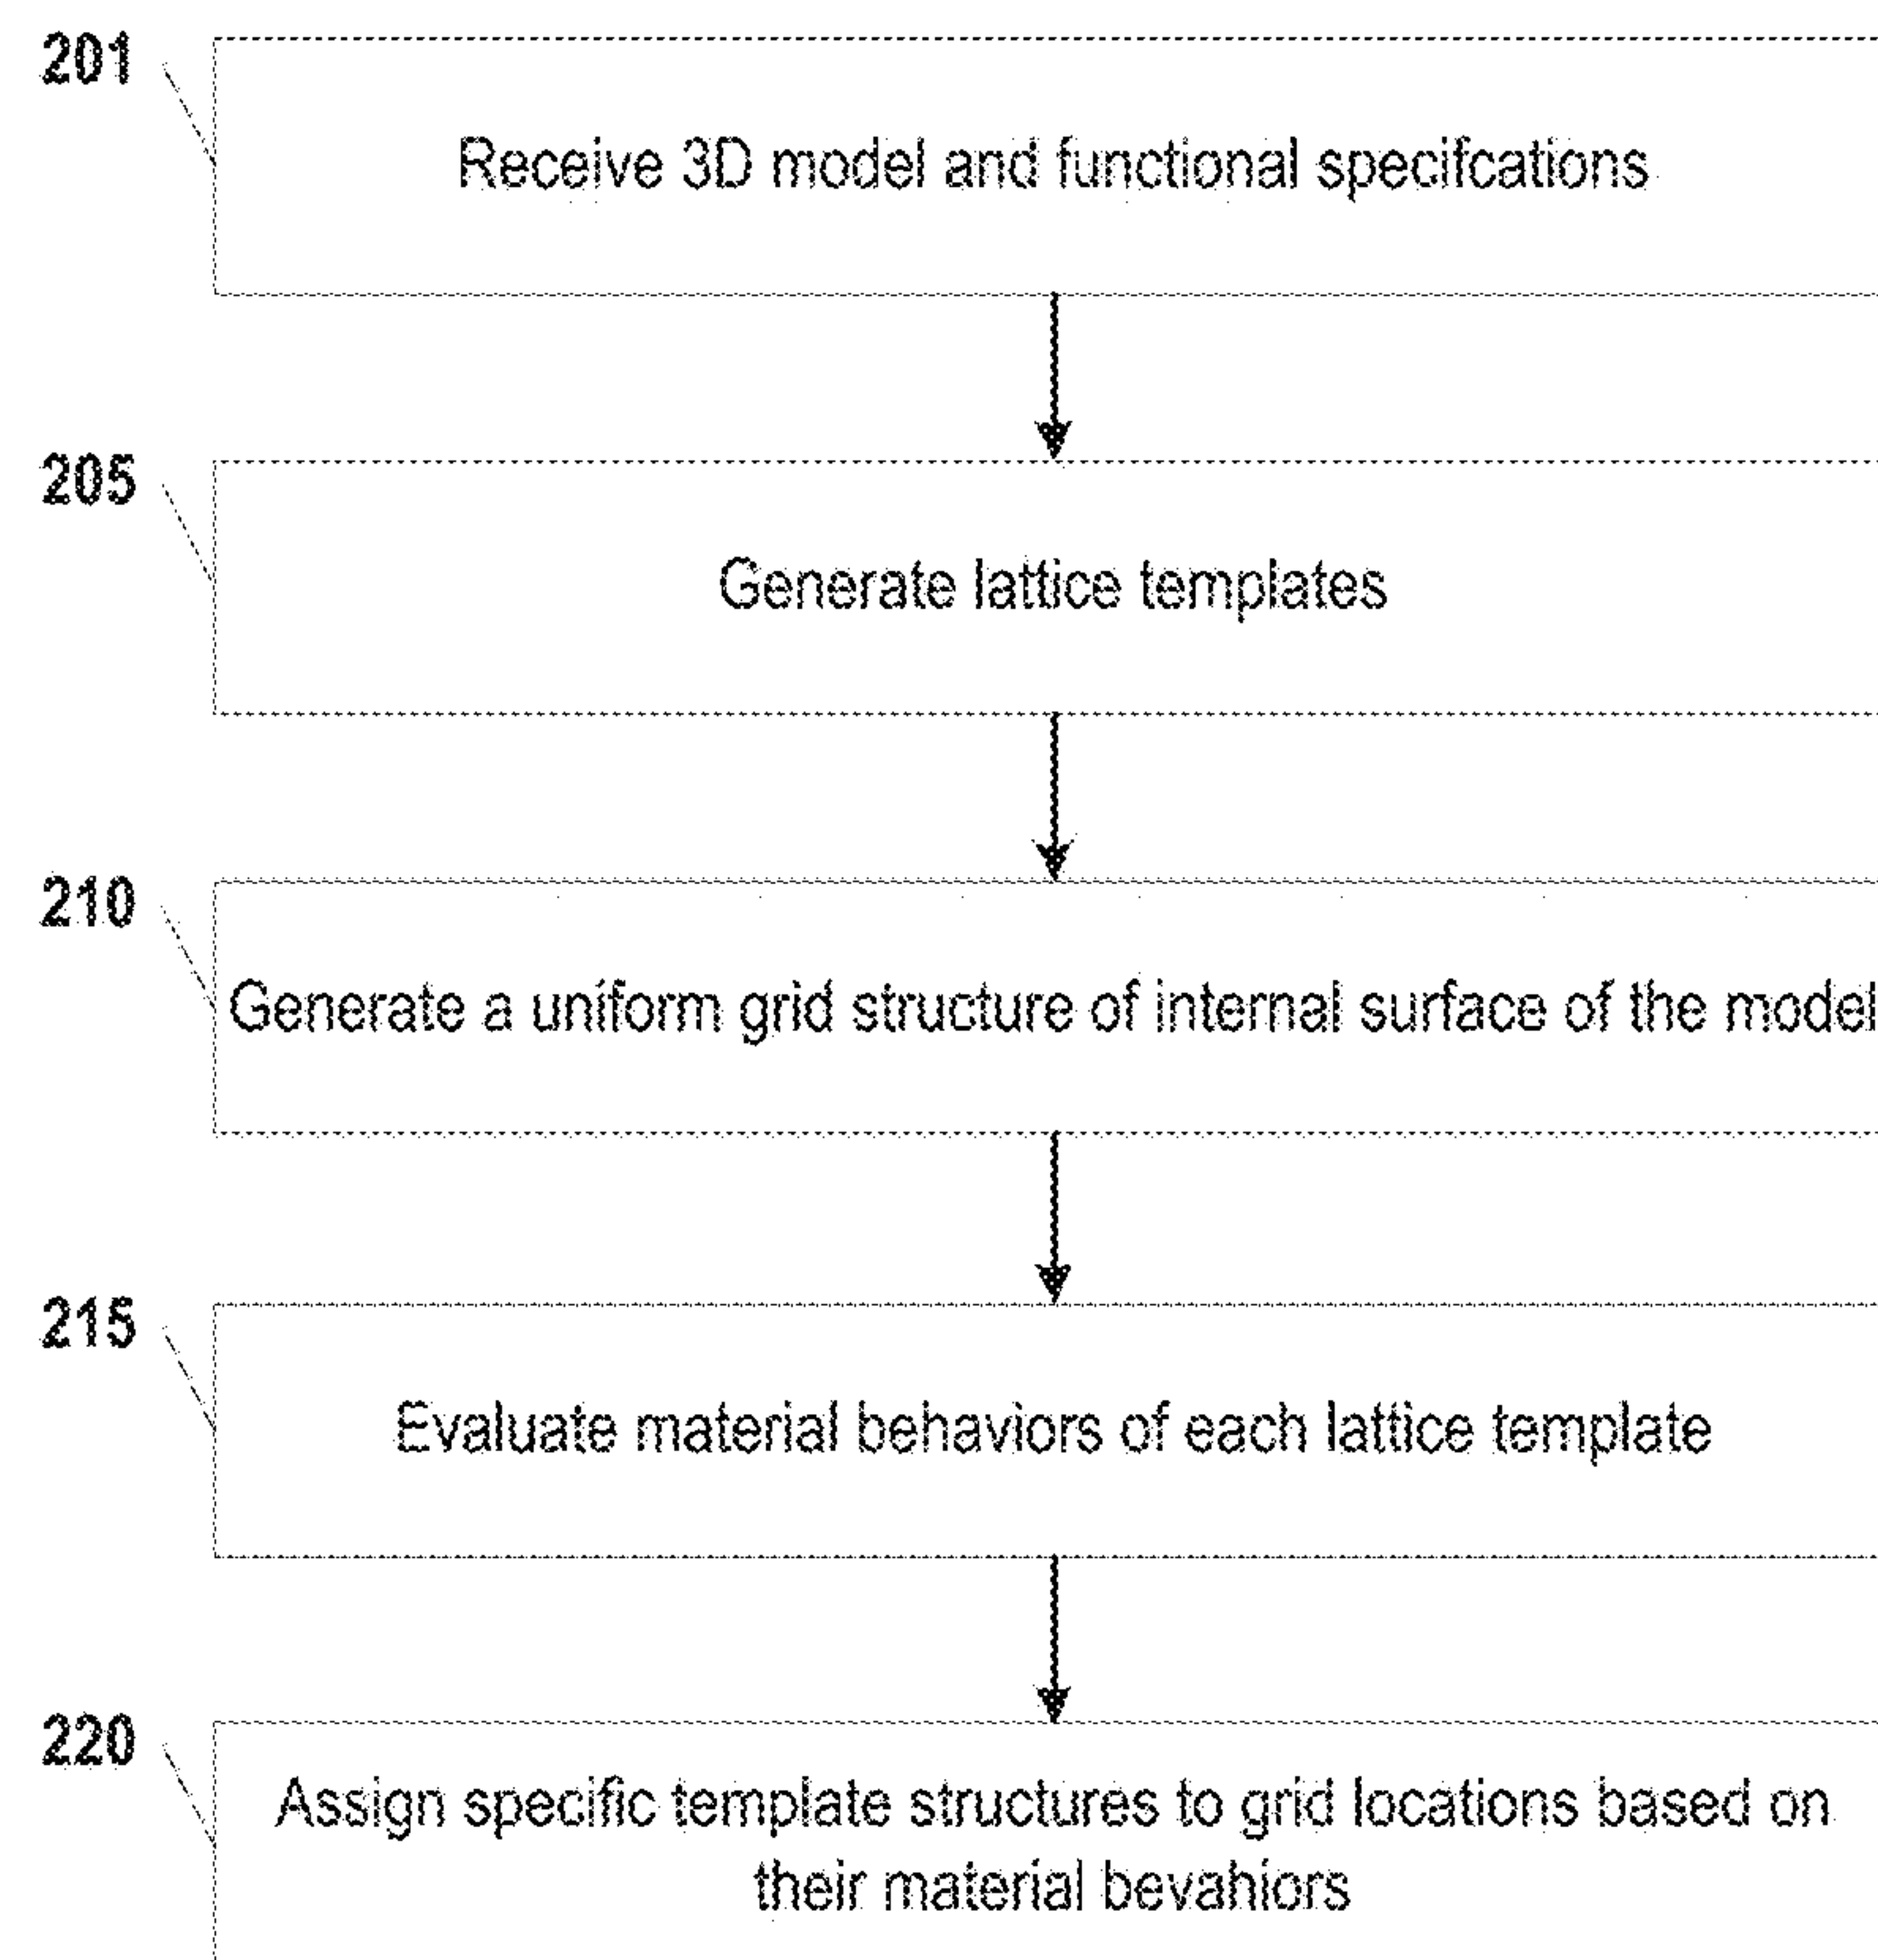 201
Receive 3D model and functional specifcations
205
Generate lattice templates
210
Generate a uniform grid structure of internal surface of the model
215
Evaluate material behaviors of each lattice template
220
Assign specific template structures to grid locations based on
their material bevahiors